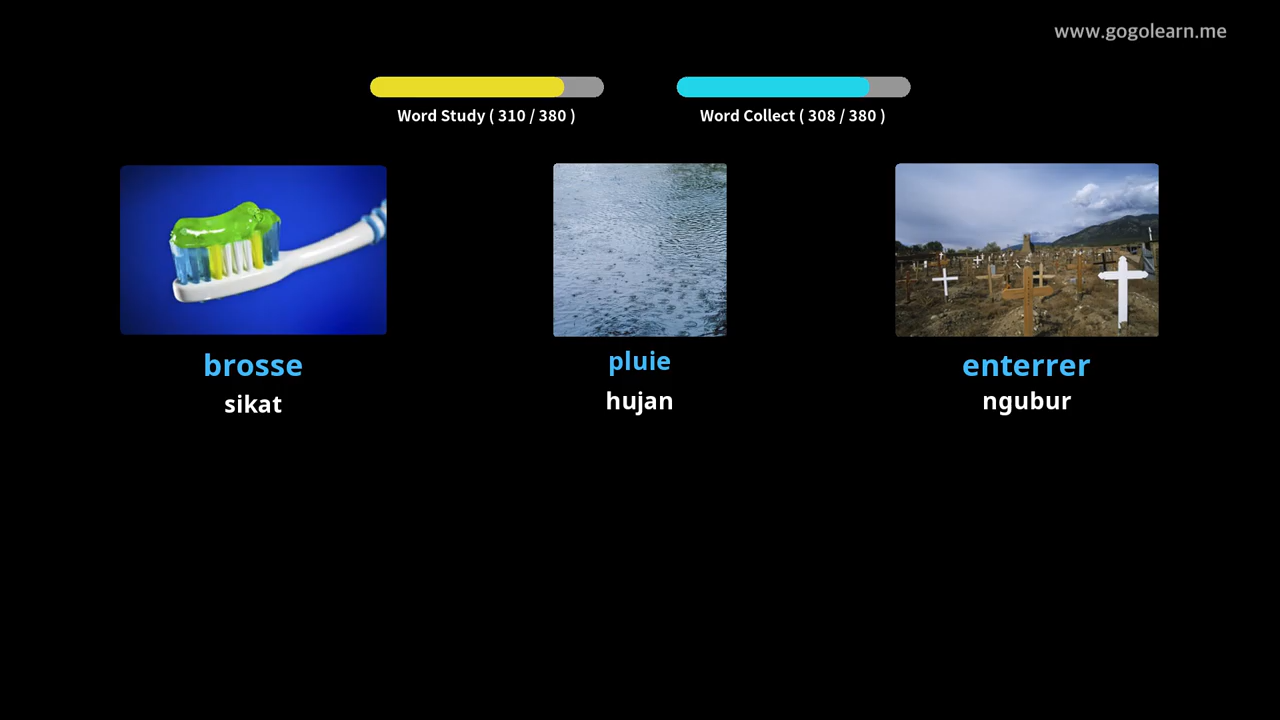 www.gogolearn.me
Word Study ( 310 / 380 )
Word Collect ( 308 / 380 )
brosse
sikat
pluie
hujan
enterrer
ngubur